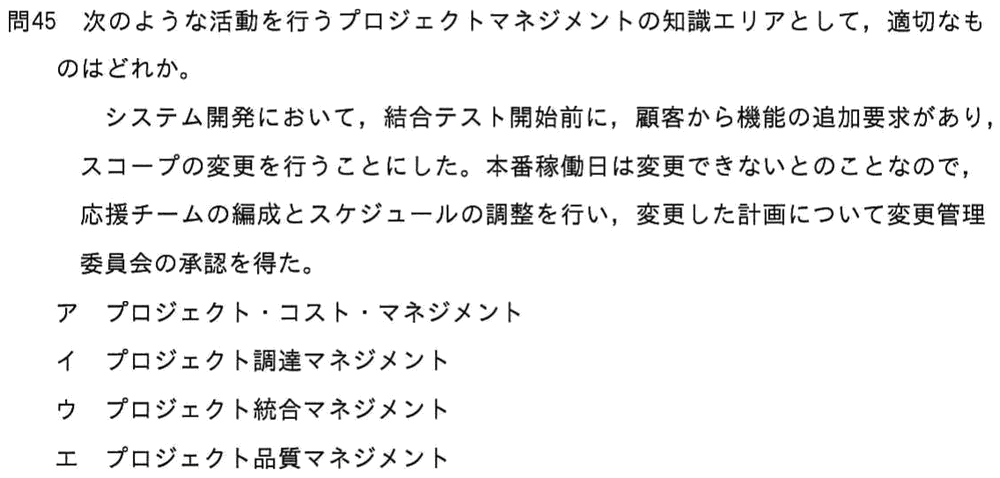 問45　次のような活動を行うプロジェクトマネジメントの知識エリアとして，適切なも
のはどれか。
システム開発において，結合テスト開始前に，顧客から機能の追加要求があり，
スコープの変更を行うことにした。本番稼働日は変更できないとのことなので，
応援チームの編成とスケジュールの調整を行い，変更した計画について変更管理
委員会の承認を得た。
ア　プロジェクト・コスト・マネジメント
イ　プロジェクト調達マネジメント
ウ　プロジェクト統合マネジメント
エ　プロジェクト品質マネジメント